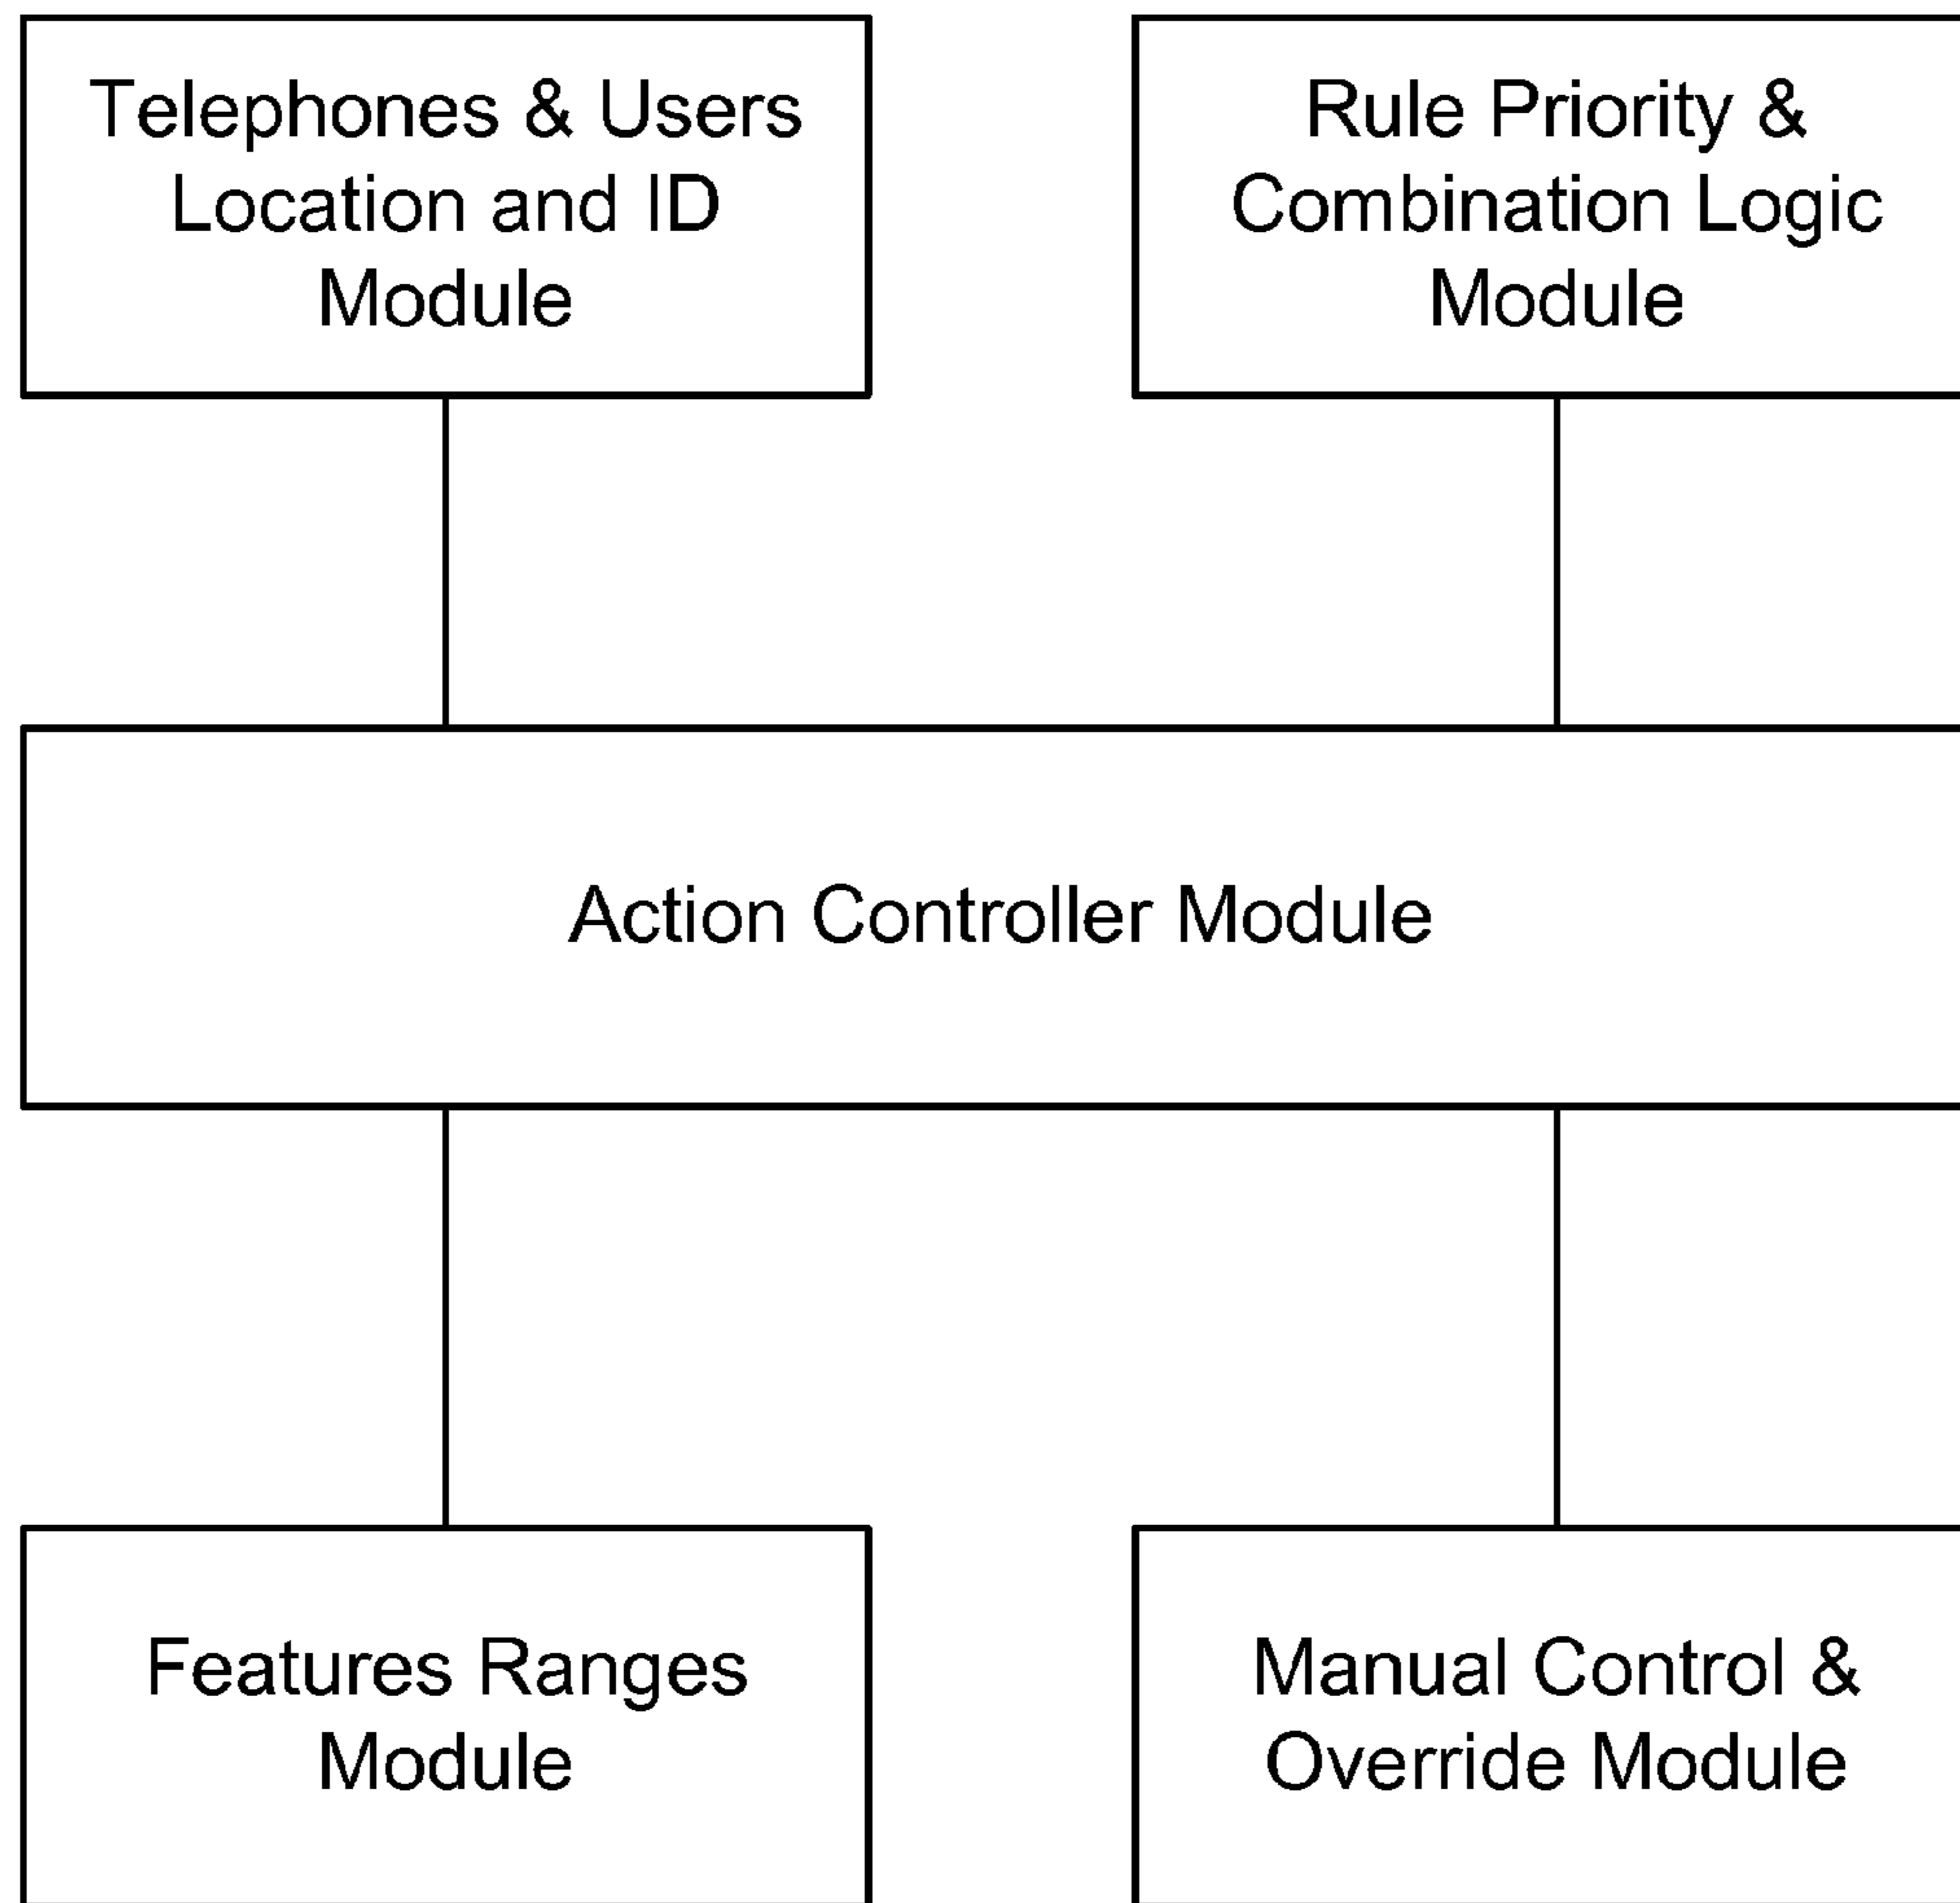 Telephones & Users
Location and ID
Module
Rule Priority &
Combination Logic
Module
Action Controller Module
Features Ranges
Module
Manual Control &
Override Module